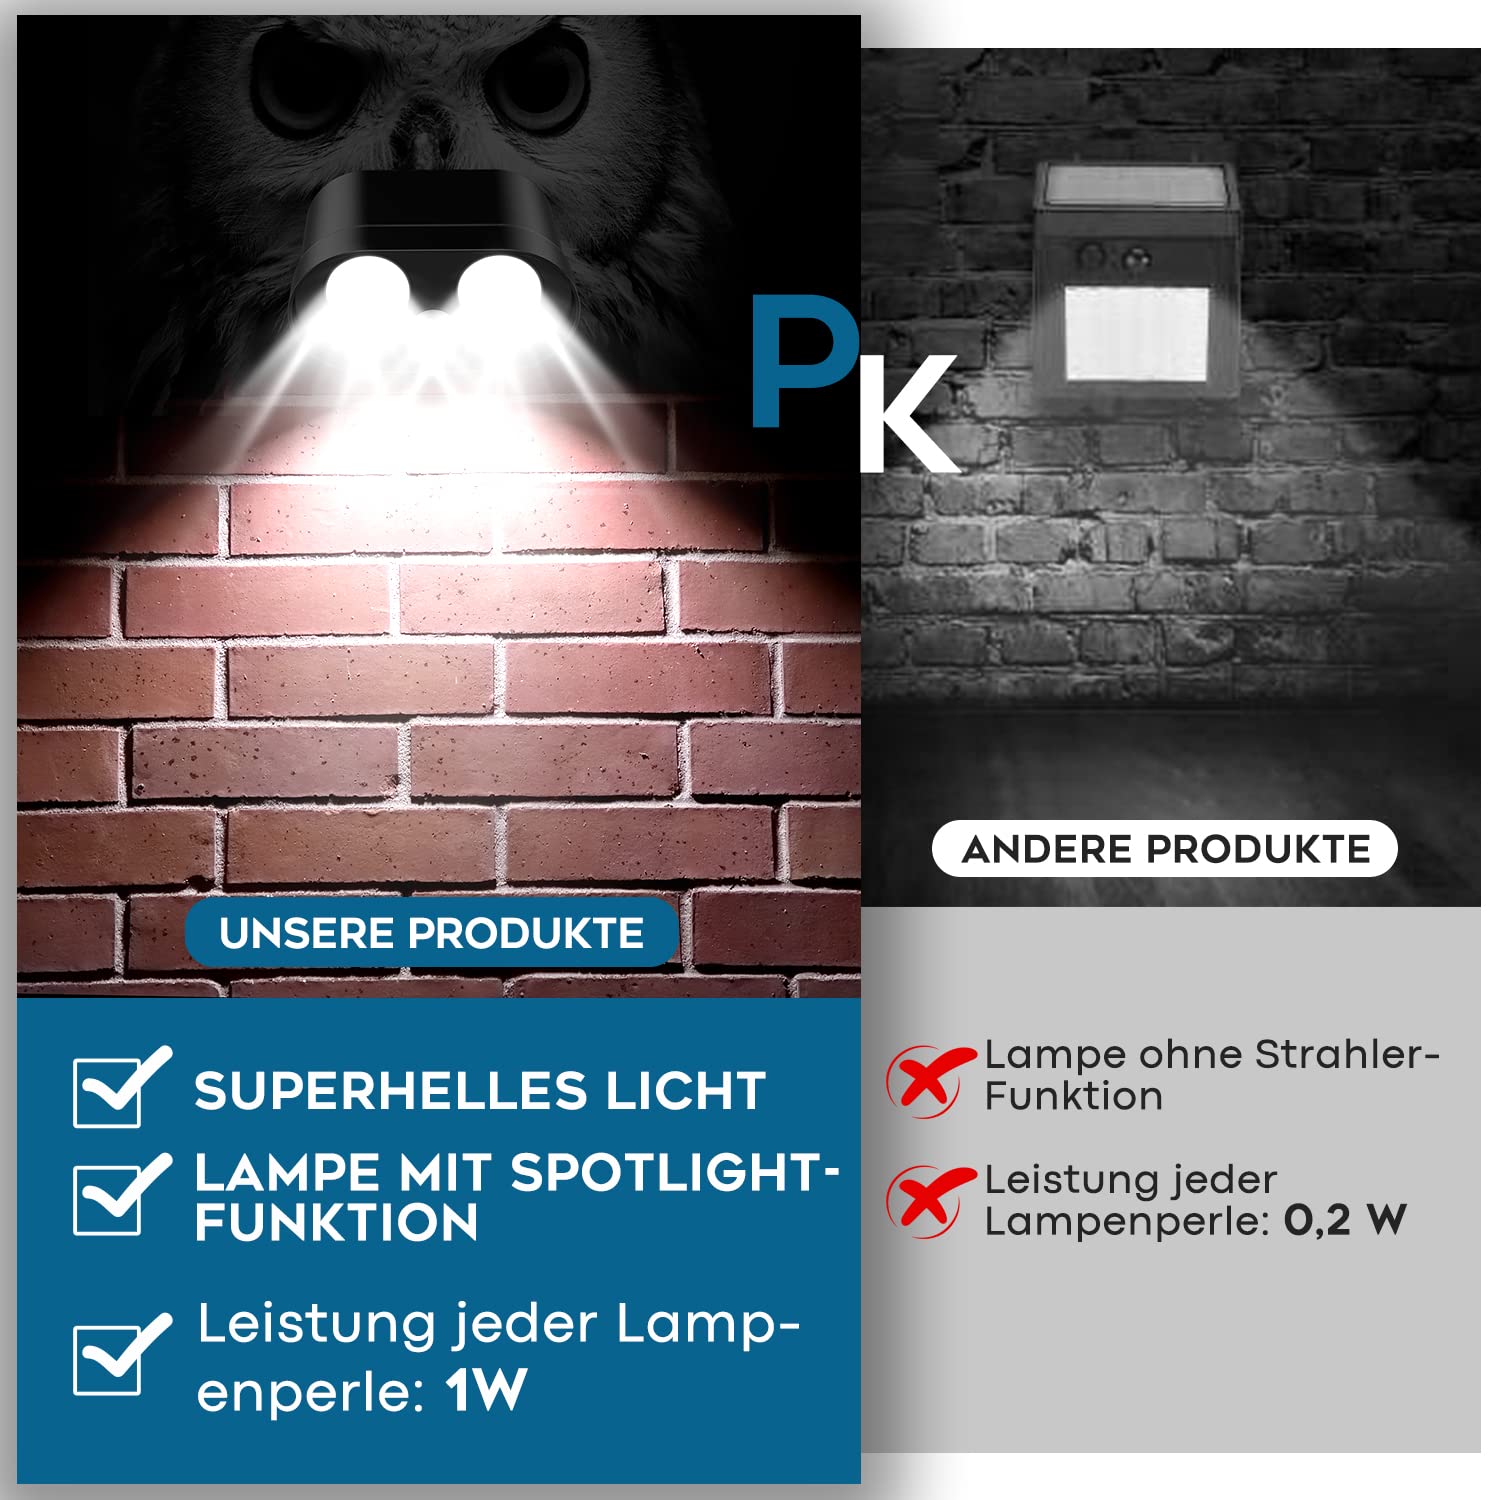 PK
UNSERE PRODUKTE
SUPERHELLES LICHT
LAMPE MIT SPOTLIGHT-
FUNKTION
Leistung jeder Lamp-
enperle: 1W
ANDERE PRODUKTE
Lampe ohne Strahler-
Funktion
Leistung jeder
Lampenperle: 0,2 W